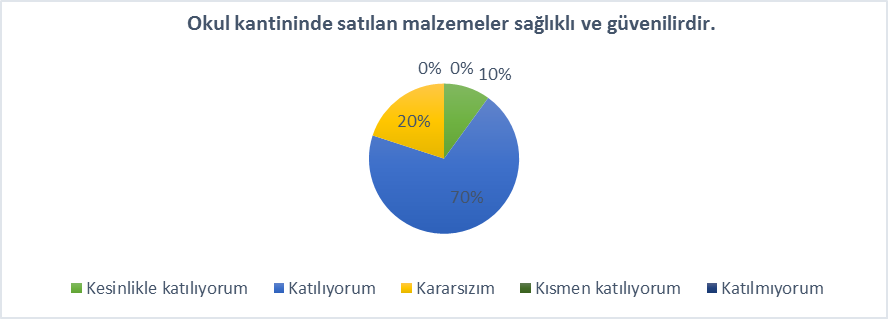 Okul kantininde satılan malzemeler sağlıklı ve güvenilirdir.
0% 0% 10%
20%
70%
Kesinlikle katılıyorum Katılıyorum Kararsızım Kısmen katılıyorum Katılmıyorum